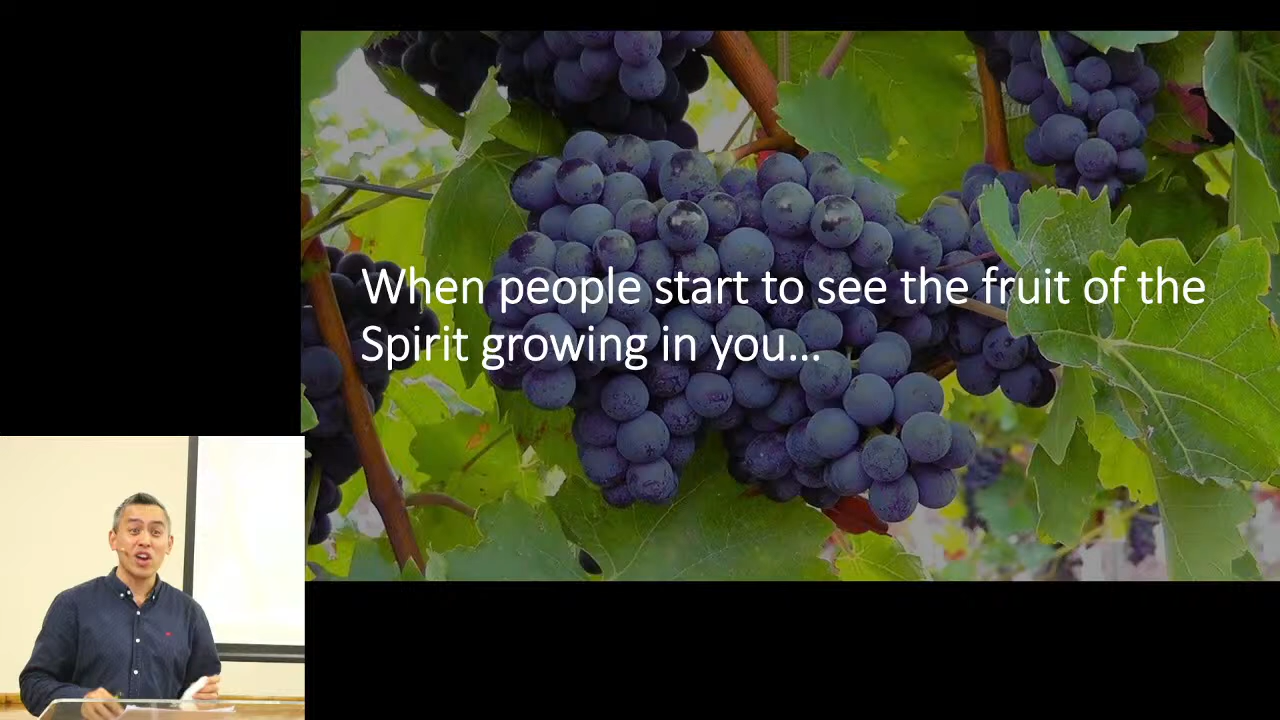 When people start to see the fruit of the
Spirit growing in you...